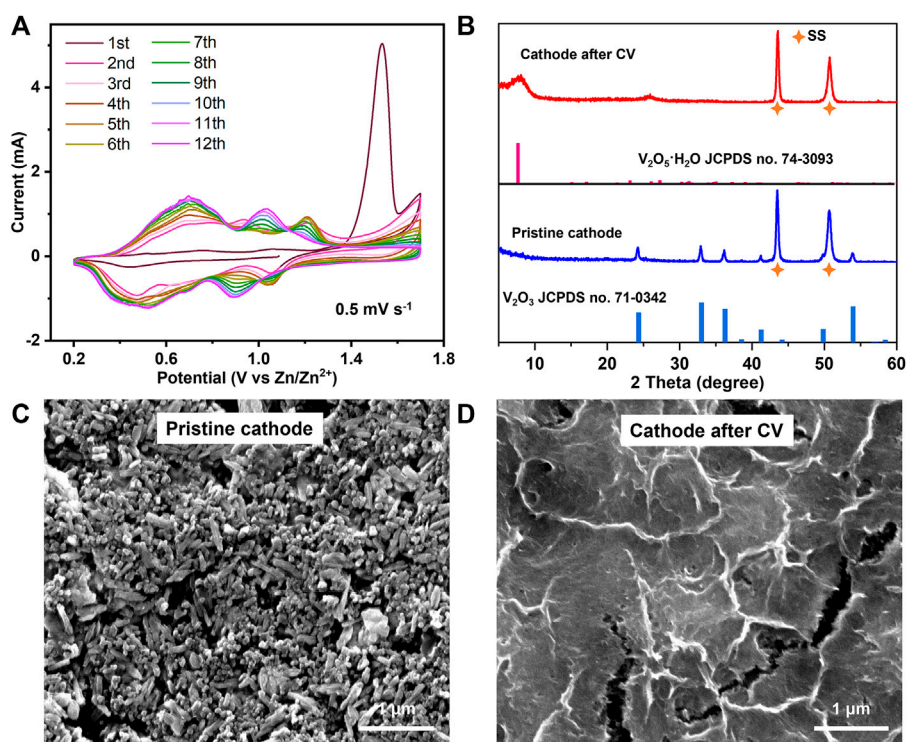 A
1st
2nd
3rd
4th
5th
6th
7th
8th
9th
10th
11th
12th
Current (mA)
4
2
0
-2
0.5 mV s⁻¹
0.2 0.6 1.0 1.4 1.8
Potential (V vs Zn/Zn²⁺)
B
SS
Cathode after CV
V₂O₅·H₂O JCPDS no. 74-3093
Pristine cathode
V₂O₃ JCPDS no. 71-0342
10 20 30 40 50 60
2 Theta (degree)
C
Pristine cathode
1 μm
D
Cathode after CV
1 μm